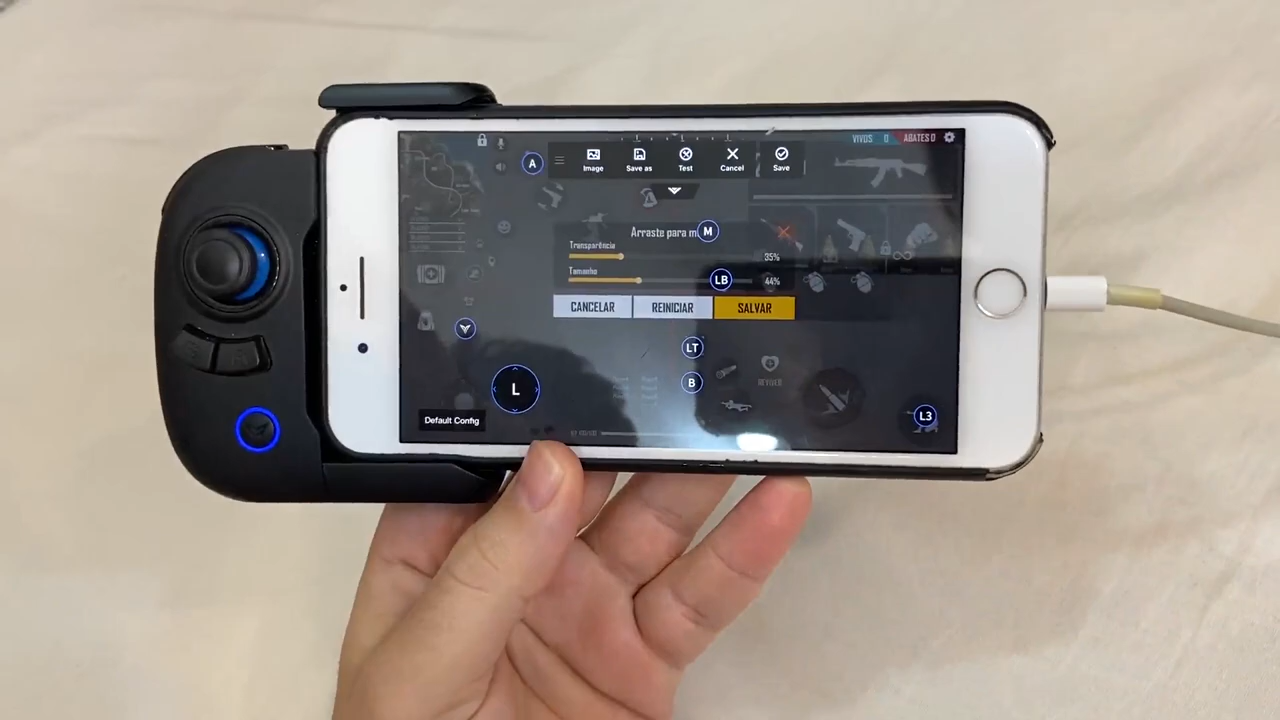 VIVOS 0 ABATES 0
A
Image Save as Test Cancel Save
Arraste para m M
Transparência
35%
Tamanho LB 44%
CANCELAR REINICIAR SALVAR
LT
REVIVER
B
L
L3
Default Config